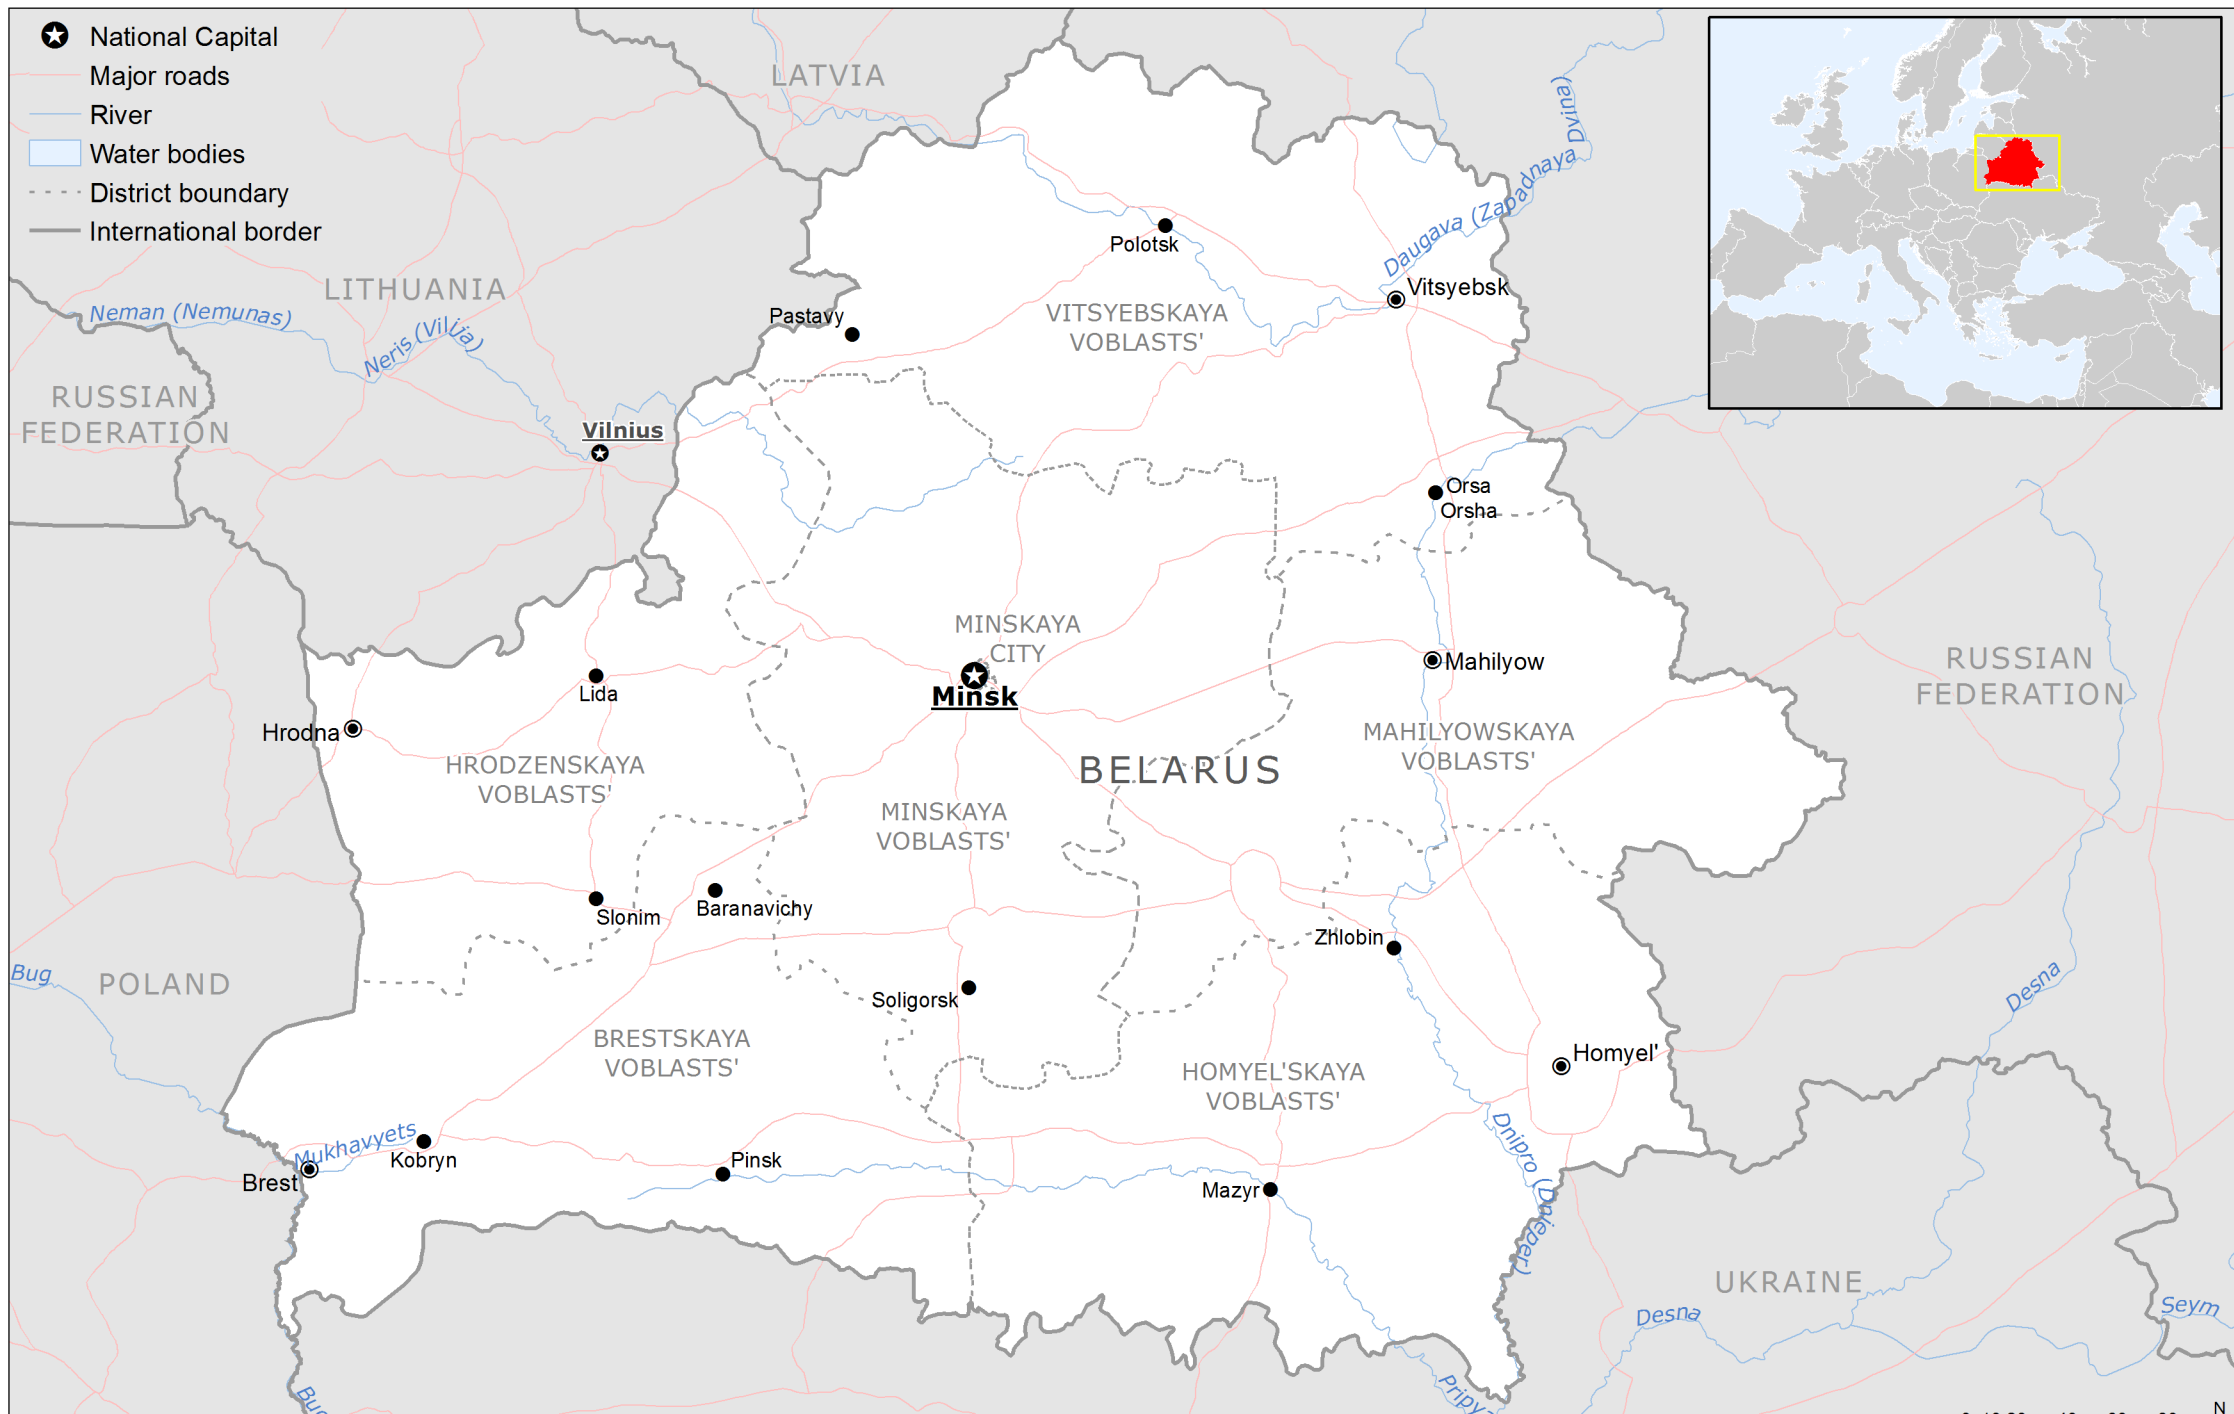 National Capital
Major roads
River
Water bodies
District boundary
International border
LATVIA
Daugava (Zapadnaya Dvina)
Polotsk
LITHUANIA
Neman (Nemunas)
Neris (Vilija)
Pastavy
VITSYEBSKAYA
VOBLASTS'
Vitsyebsk
RUSSIAN
FEDERATION
Vilnius
Orsa
Orsha
MINSKAYA
CITY
Minsk
Lida
Hrodna
Mahilyow
RUSSIAN
FEDERATION
HRODZENSKAYA
VOBLASTS'
BELARUS
MAHILYOWSKAYA
VOBLASTS'
MINSKAYA
VOBLASTS'
Slonim
Baranavichy
Zhlobin
Bug
POLAND
Soligorsk
Desna
BRESTSKAYA
VOBLASTS'
HOMYEL'SKAYA
VOBLASTS'
Homyel'
Mukhavyets
Kobryn
Brest
Pinsk
Mazyr
Dnipro (Dnieper)
UKRAINE
Desna
Seym
Bug
N